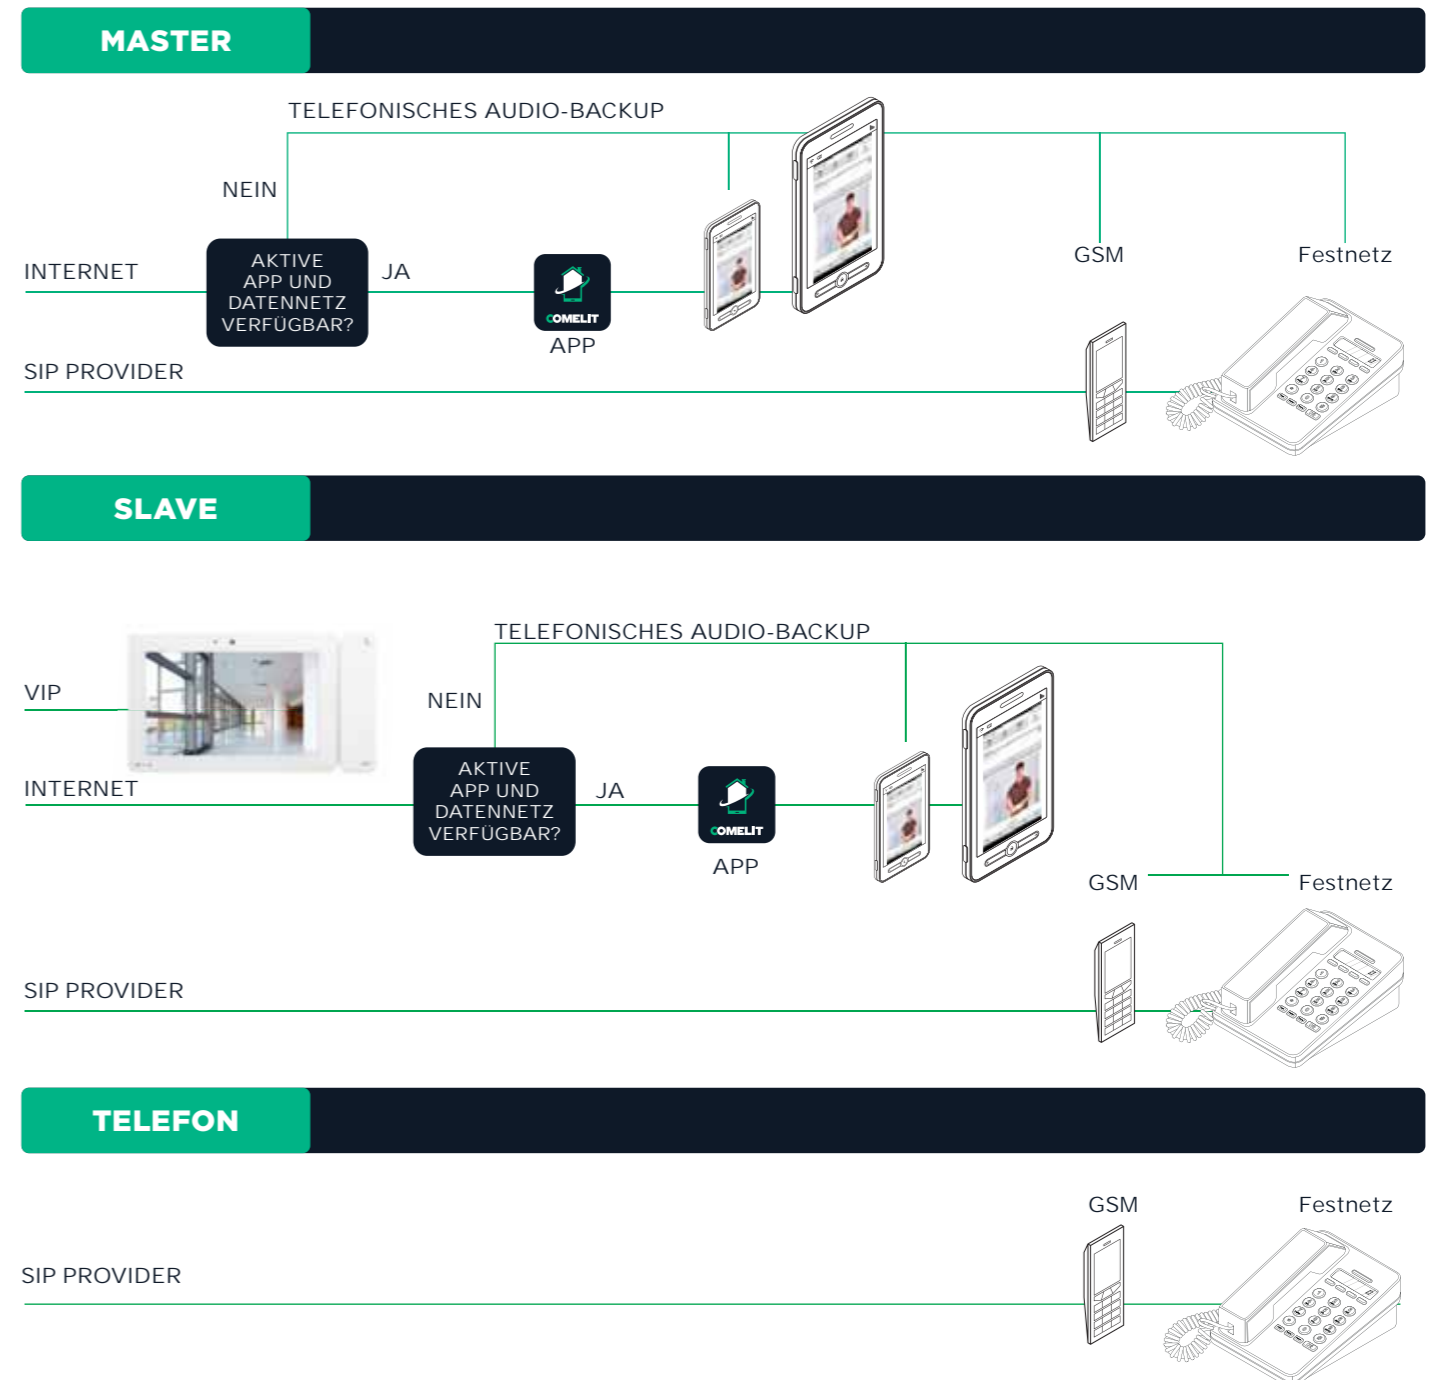 MASTER
TELEFONISCHES AUDIO-BACKUP
NEIN
GSM
Festnetz
INTERNET
AKTIVE
APP UND
DATENNETZ
VERFÜGBAR?
JA
COMELIT
APP
SIP PROVIDER
SLAVE
TELEFONISCHES AUDIO-BACKUP
VIP
NEIN
INTERNET
AKTIVE
APP UND
DATENNETZ
VERFÜGBAR?
JA
COMELIT
APP
GSM
Festnetz
SIP PROVIDER
TELEFON
GSM
Festnetz
SIP PROVIDER